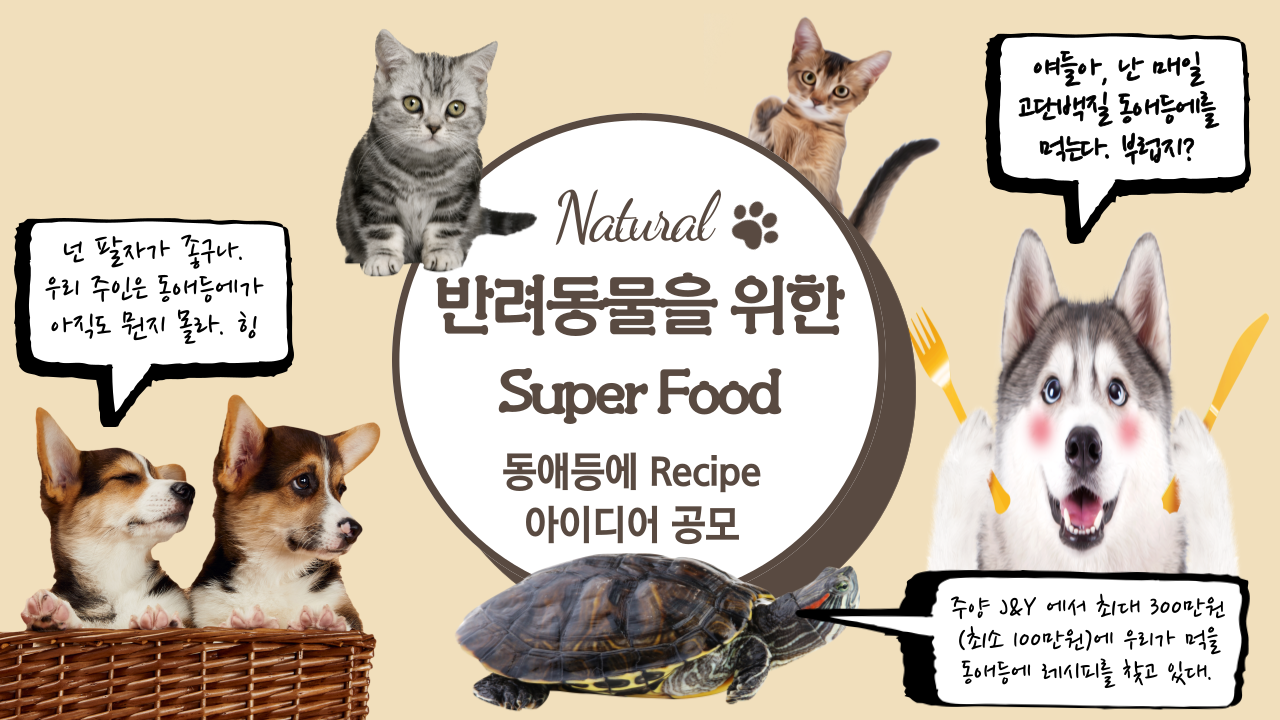 Natural
반려동물을 위한
Super Food
동애등에 Recipe
아이디어 공모
넌 팔자가 좋구나.
우리 주인은 동애등에가
아직도 뭔지 몰라. 힝
얘들아, 난 매일
고단백질 동애등에를
먹는다. 부럽지?
주양 J&Y 에서 최대 300만원
(최소 100만원)에 우리가 먹을
동애등에 레시피를 찾고 있다.